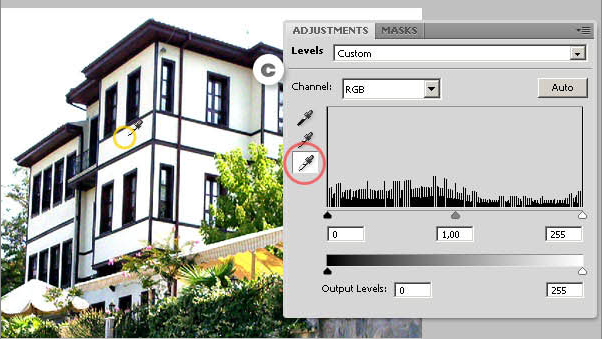 ADJUSTMENTS MASKS
Levels Custom
C
Channel: RGB Auto
0 1,00 255
Output Levels: 0 255